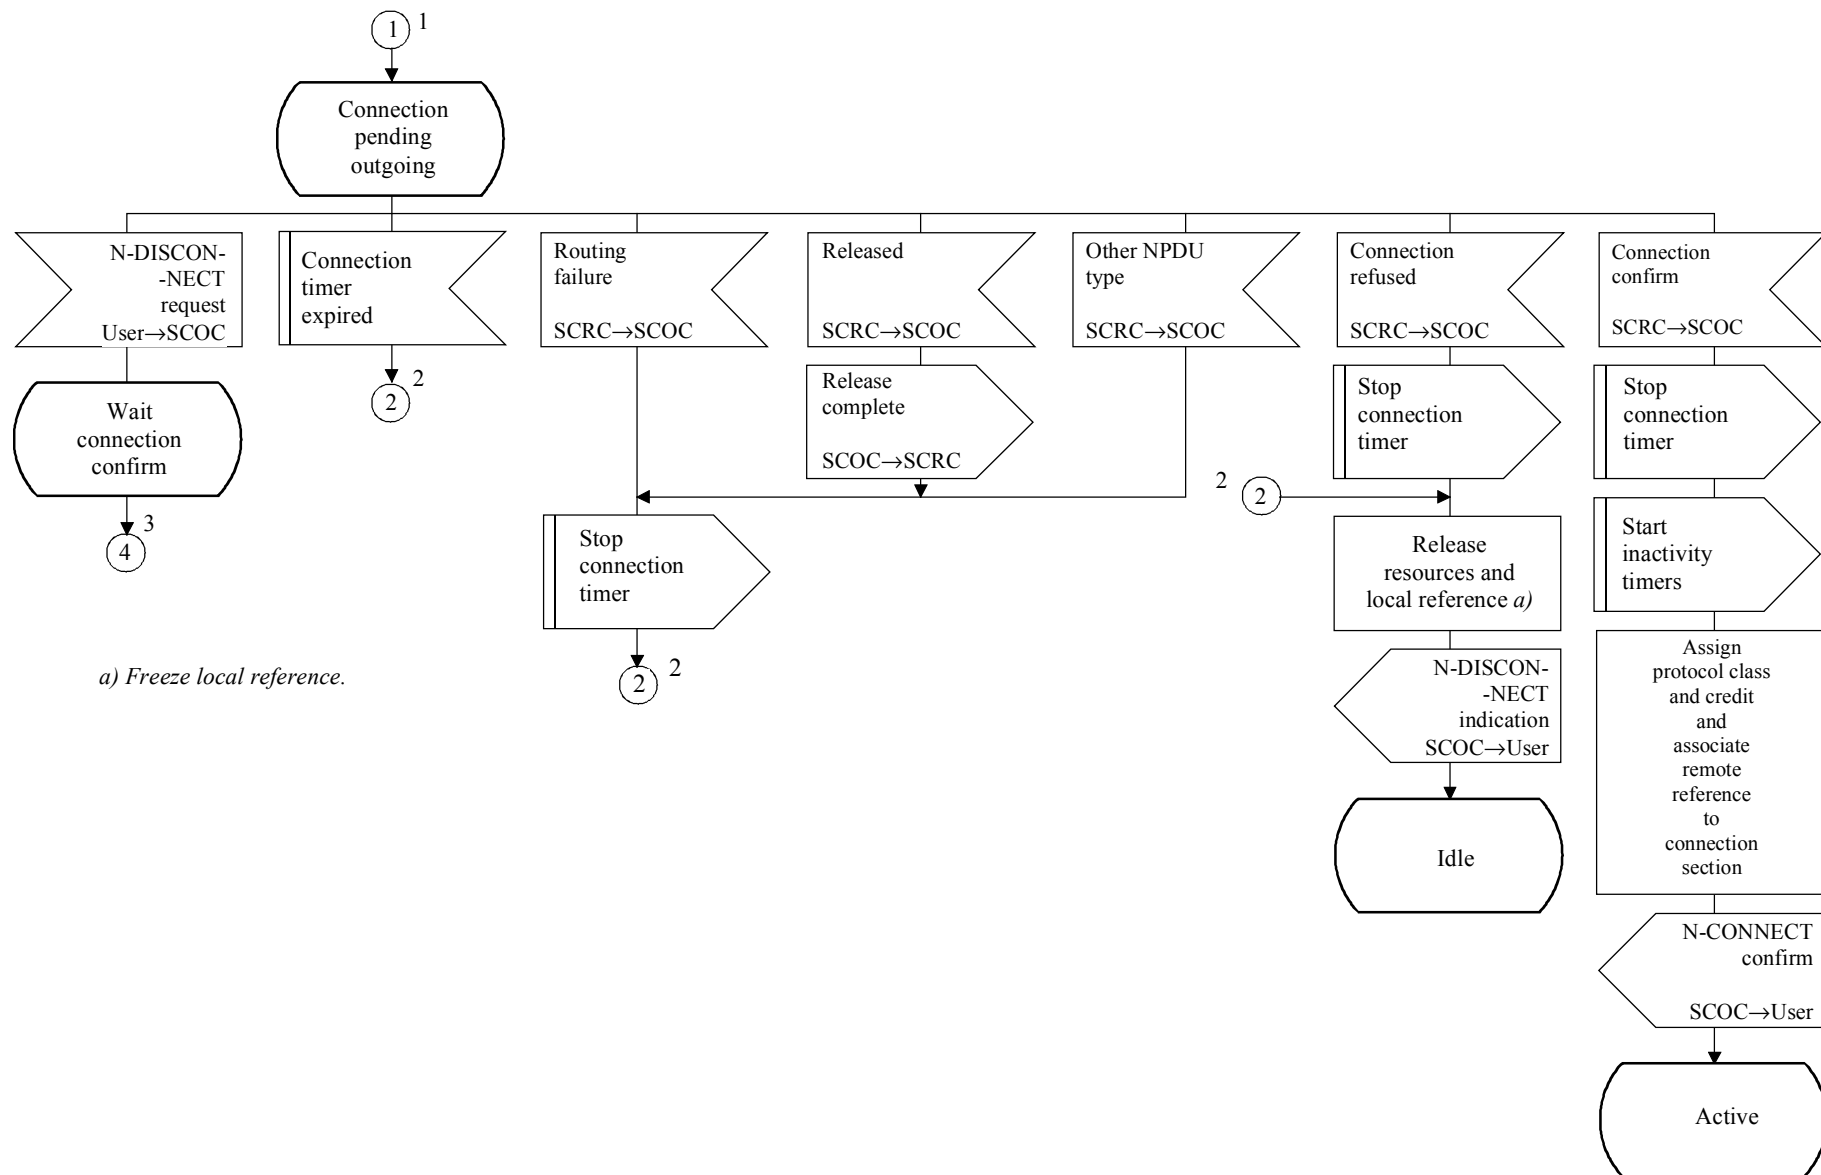 1
1
Connection
pending
outgoing
N-DISCON-
-NECT
request
User→SCOC
Connection
timer
expired
Routing
failure
SCRC→SCOC
Released
SCRC→SCOC
Other NPDU
type
SCRC→SCOC
Connection
refused
SCRC→SCOC
Connection
confirm
SCRC→SCOC
Wait
connection
confirm
2
2
Release
complete
SCOC→SCRC
Stop
connection
timer
Stop
connection
timer
3
4
2
2
Stop
connection
timer
Release
resources and
local reference a)
Start
inactivity
timers
2
2
a) Freeze local reference.
N-DISCON-
-NECT
indication
SCOC→User
Assign
protocol class
and credit
and
associate
remote
reference
to
connection
section
Idle
N-CONNECT
confirm
SCOC→User
Active